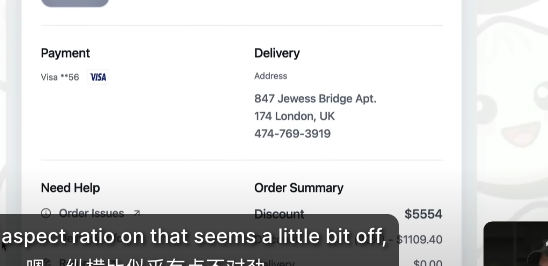 Payment
Delivery
Visa **56 VISA
Address
847 Jewess Bridge Apt.
174 London, UK
474-769-3919
Need Help
Order Summary
Order Issues
Discount $5554
aspect ratio on that seems a little bit off,
- $1109.40
嗯，纵横比似乎有点不对劲
Delivery $0.00